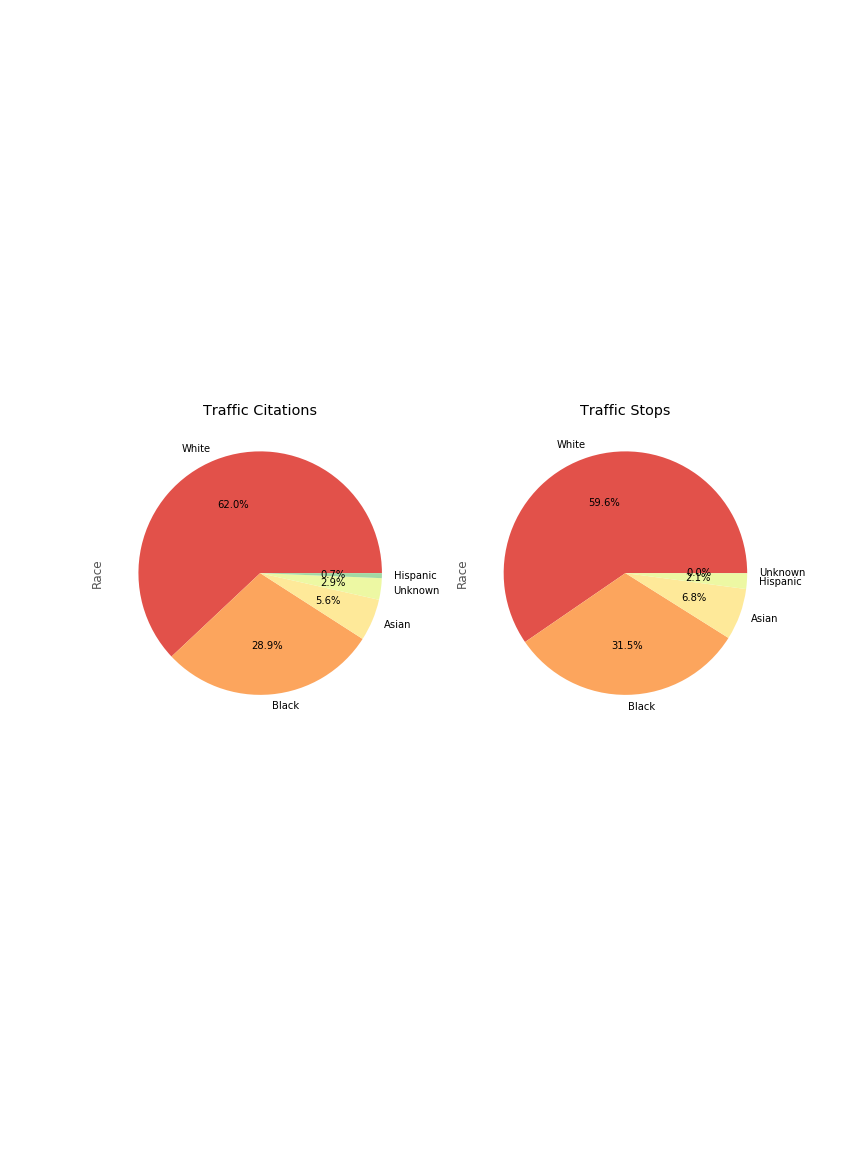 Traffic Citations
White
62.0%
Race
0.7%
Hispanic
2.9%
Unknown
5.6%
Asian
28.9%
Black
Traffic Stops
White
59.6%
Race
0.0%
Unknown
2.1%
Hispanic
6.8%
Asian
31.5%
Black